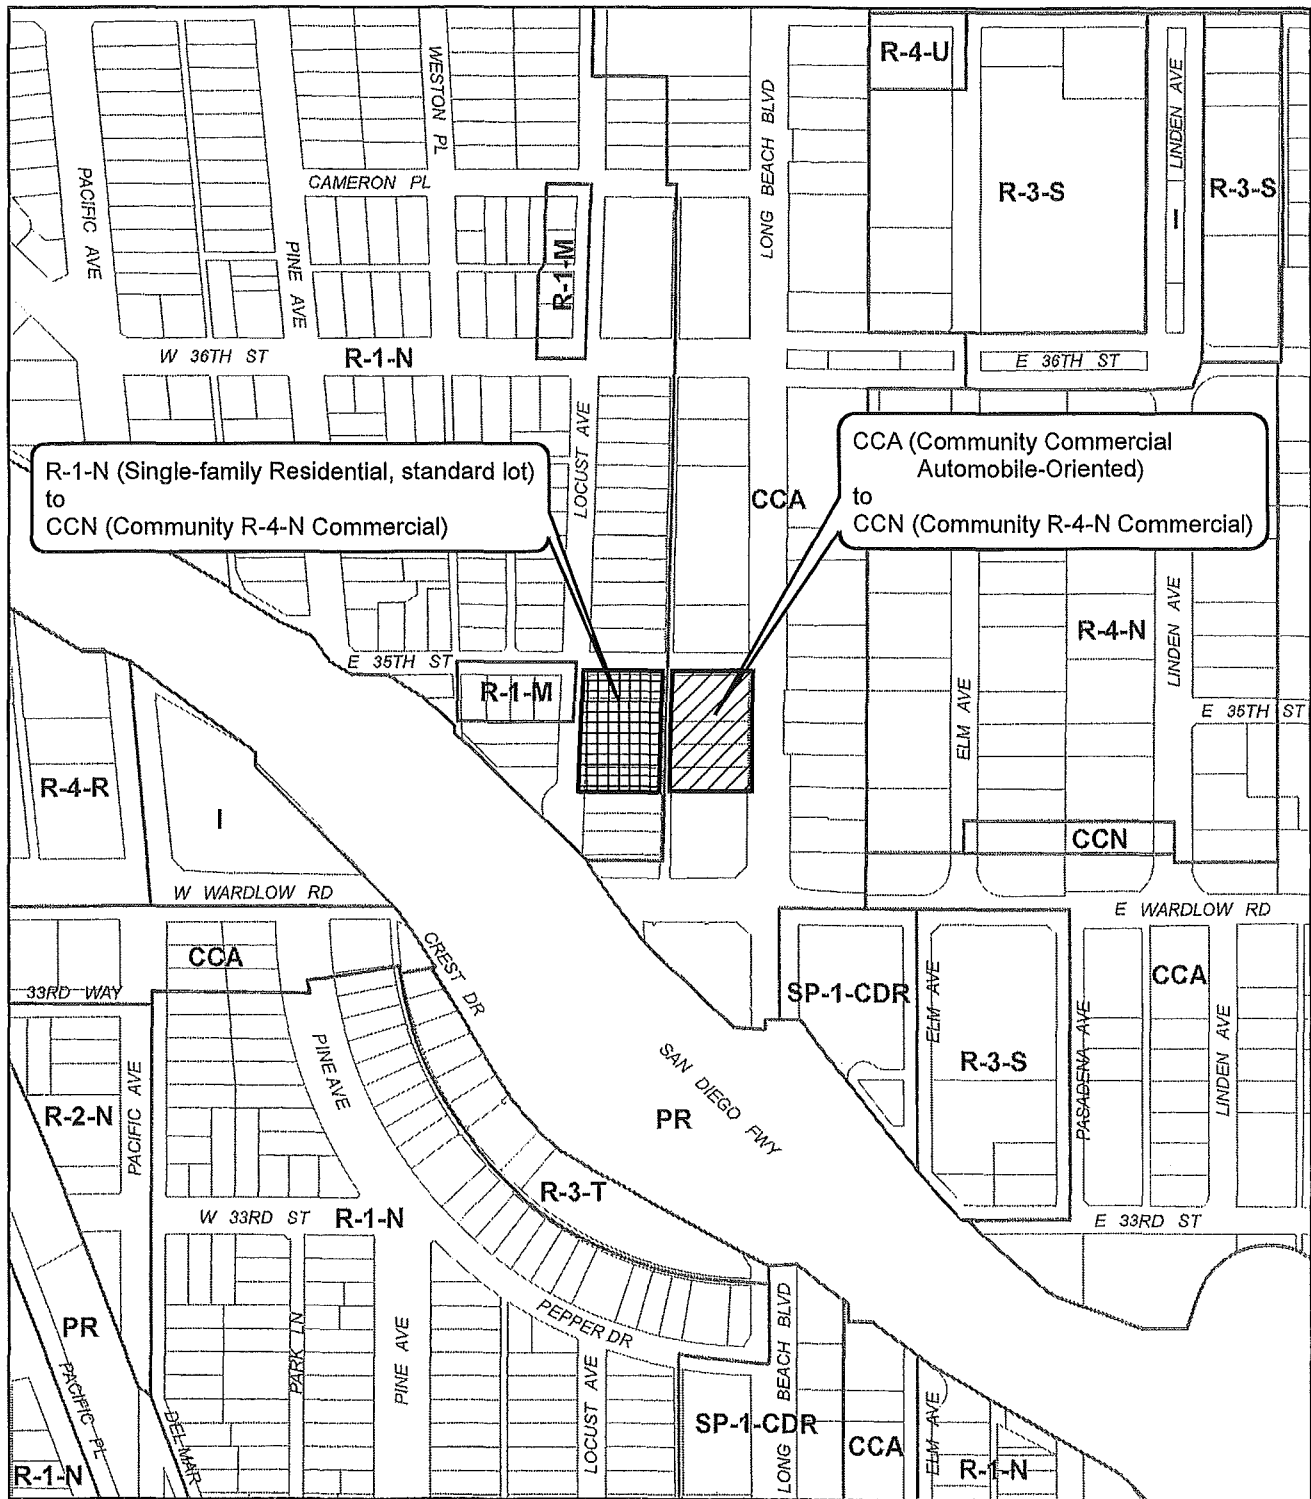 R-4-U
WESTON PL
LONG BEACH BLVD
LINDEN AVE
I
PACIFIC AVE
CAMERON PL
R-3-S
R-3-S
R-1-M
PINE AVE
W 36TH ST
R-1-N
E 36TH ST
LOCUST AVE
R-1-N (Single-family Residential, standard lot)
to
CCN (Community R-4-N Commercial)
CCA
CCA (Community Commercial
Automobile-Oriented)
to
CCN (Community R-4-N Commercial)
LINDEN AVE
R-4-N
E 35TH ST
R-1-M
ELM AVE
E 35TH ST
R-4-R
I
CCN
W WARDLOW RD
E WARDLOW RD
CCA
CREST DR
33RD WAY
SP-1-CDR
ELM AVE
CCA
PINE AVE
SAN DIEGO FWY
R-3-S
PASADENA AVE
LINDEN AVE
R-2-N
PACIFIC AVE
PR
R-3-T
W 33RD ST
R-1-N
E 33RD ST
PR
PACIFIC PL
PARK LN
PINE AVE
PEPPER DR
LONG BEACH BLVD
LOCUST AVE
DEL MAR
SP-1-CDR
CCA
ELM AVE
R-1-N
R-1-N